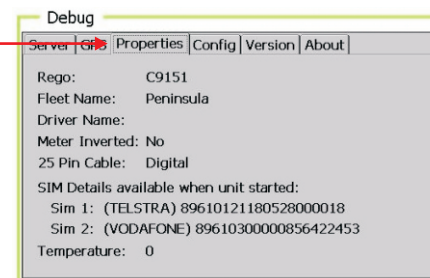 Debug
Server GPS Properties Config Version About
Rego: C9151
Fleet Name: Peninsula
Driver Name:
Meter Inverted: No
25 Pin Cable: Digital
SIM Details available when unit started:
Sim 1: (TELSTRA) 89610121180528000018
Sim 2: (VODAFONE) 89610300000856422453
Temperature: 0